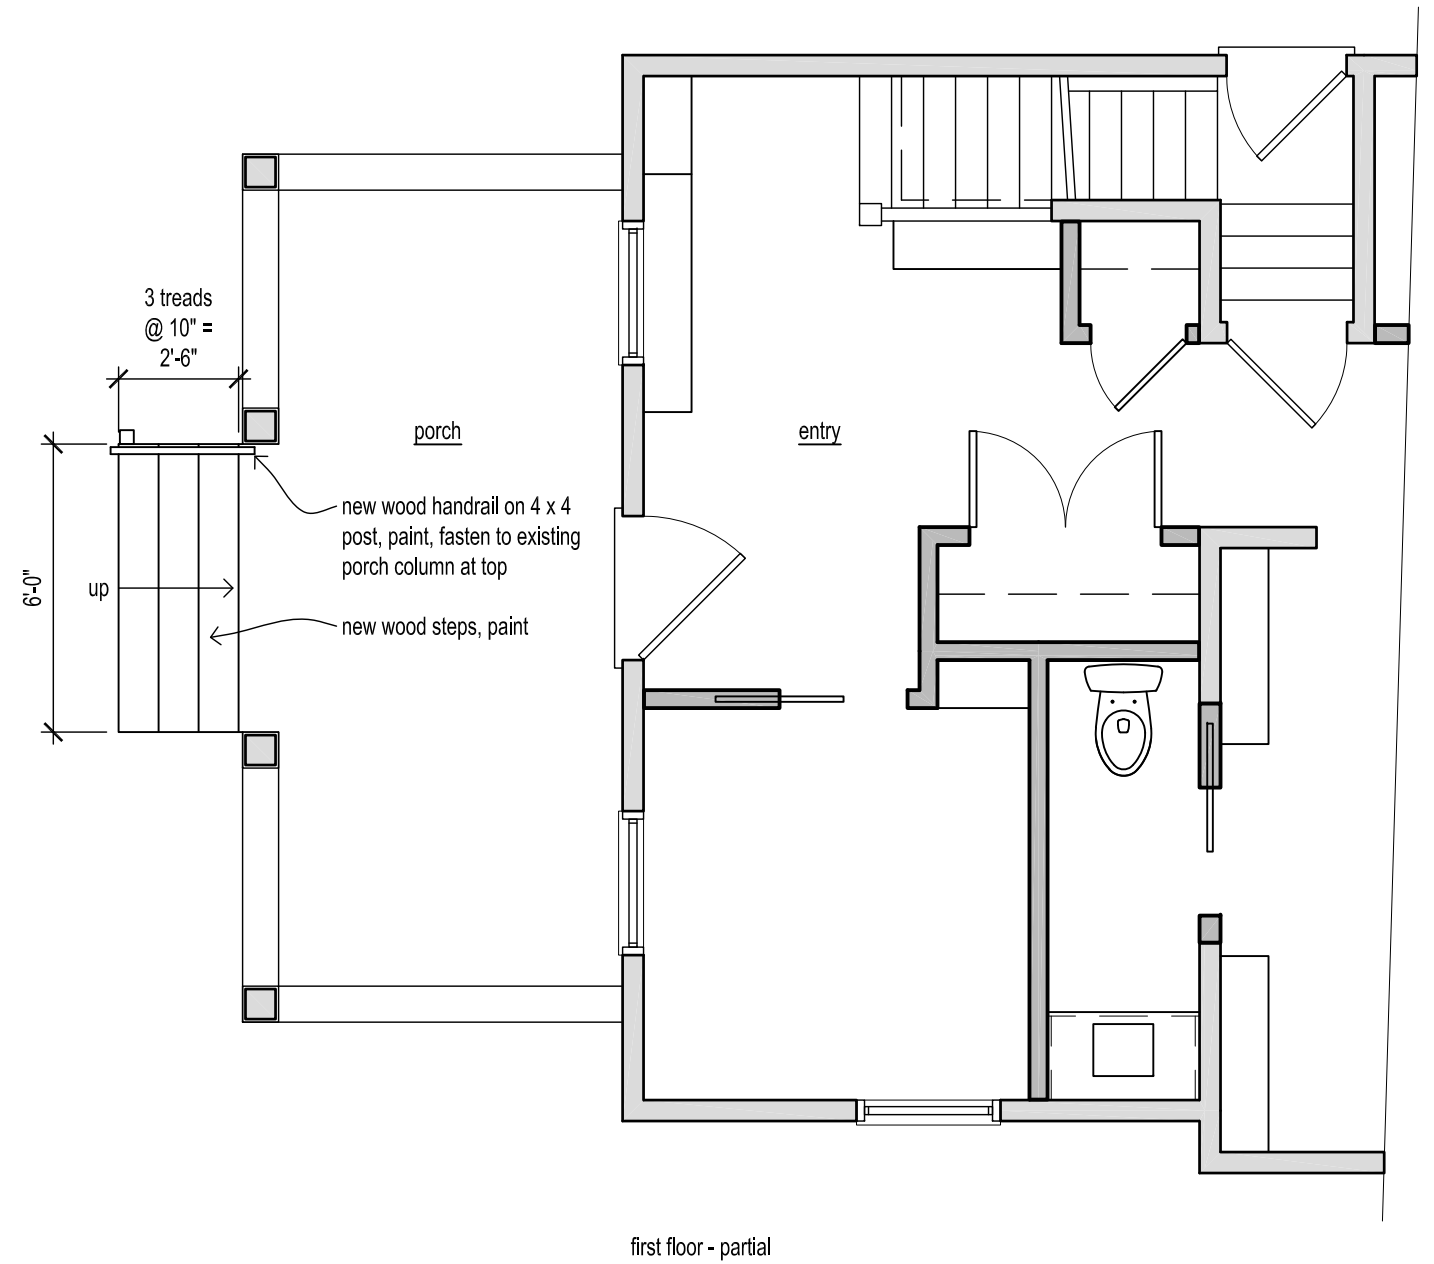 3 treads
@ 10" =
2'-6"
porch
entry
new wood handrail on 4 x 4
post, paint, fasten to existing
porch column at top
6'-0"
up
new wood steps, paint
first floor - partial